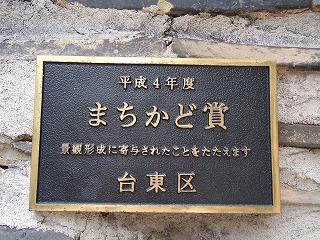 平成4年度
まちかど賞
景観形成に寄与されたことをたたえます
台東区